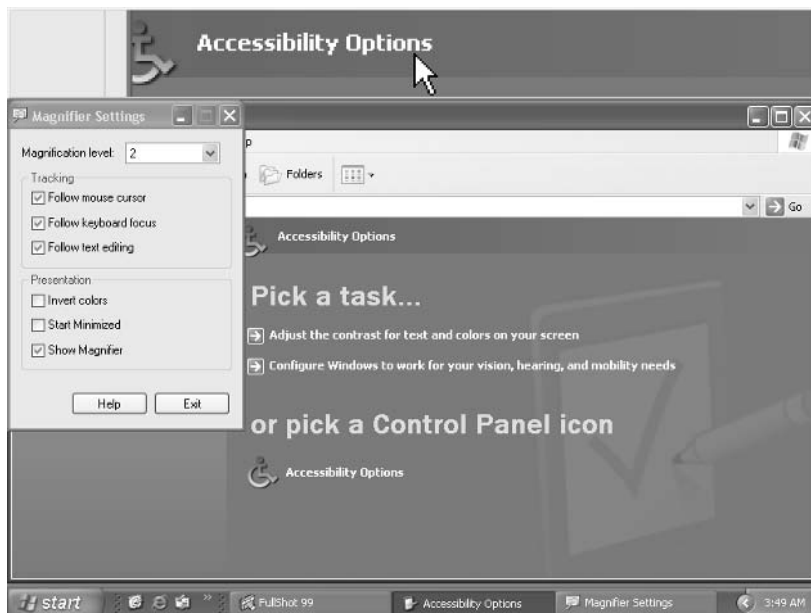 Accessibility Options
Magnifier Settings
Magnification level: 2
Tracking
Follow mouse cursor
Follow keyboard focus
Follow text editing
Presentation
Invert colors
Start Minimized
Show Magnifier
Help Exit
p
Folders
Go
Accessibility Options
Pick a task...
Adjust the contrast for text and colors on your screen
Configure Windows to work for your vision, hearing, and mobility needs
or pick a Control Panel icon
Accessibility Options
start FullShot 99 Accessibility Options Magnifier Settings 3:49 AM